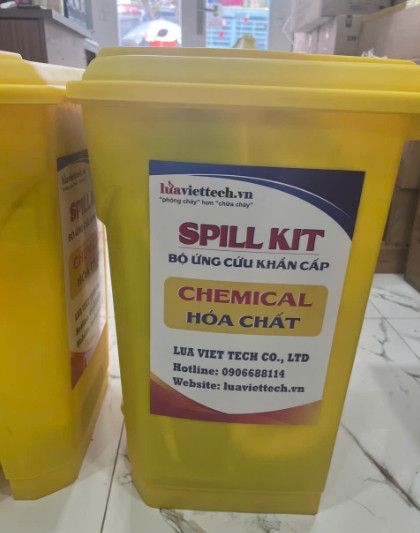 luaviettech.vn
"phòng cháy" hơn "chữa cháy"
SPILL KIT
BỘ ỨNG CỨU KHẨN CẤP
CHEMICAL
HÓA CHẤT
LUA VIET TECH CO., LTD
Hotline: 0906688114
Website: luaviettech.vn